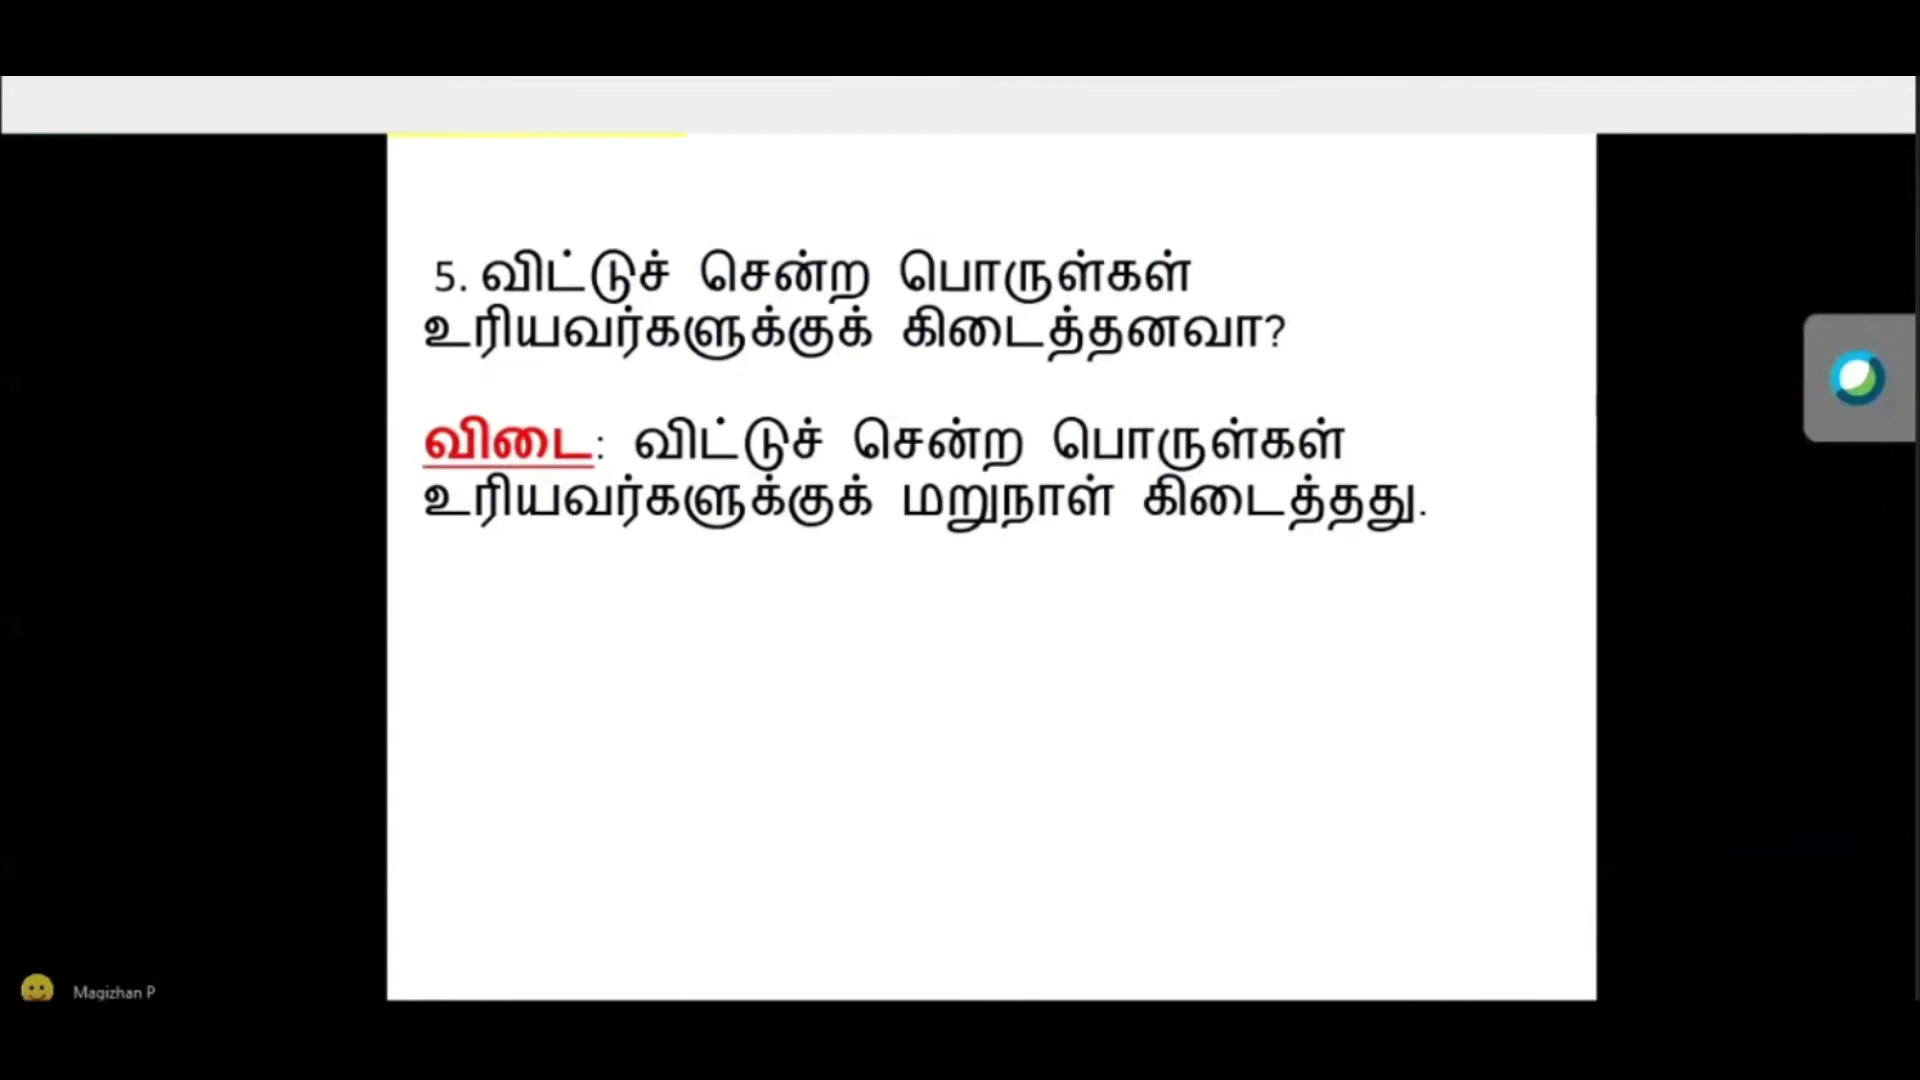 5. விட்டுச் சென்ற பொருள்கள்
உரியவர்களுக்குக் கிடைத்தனவா?
விடை: விட்டுச் சென்ற பொருள்கள்
உரியவர்களுக்குக் மறுநாள் கிடைத்தது.
Magizhan P